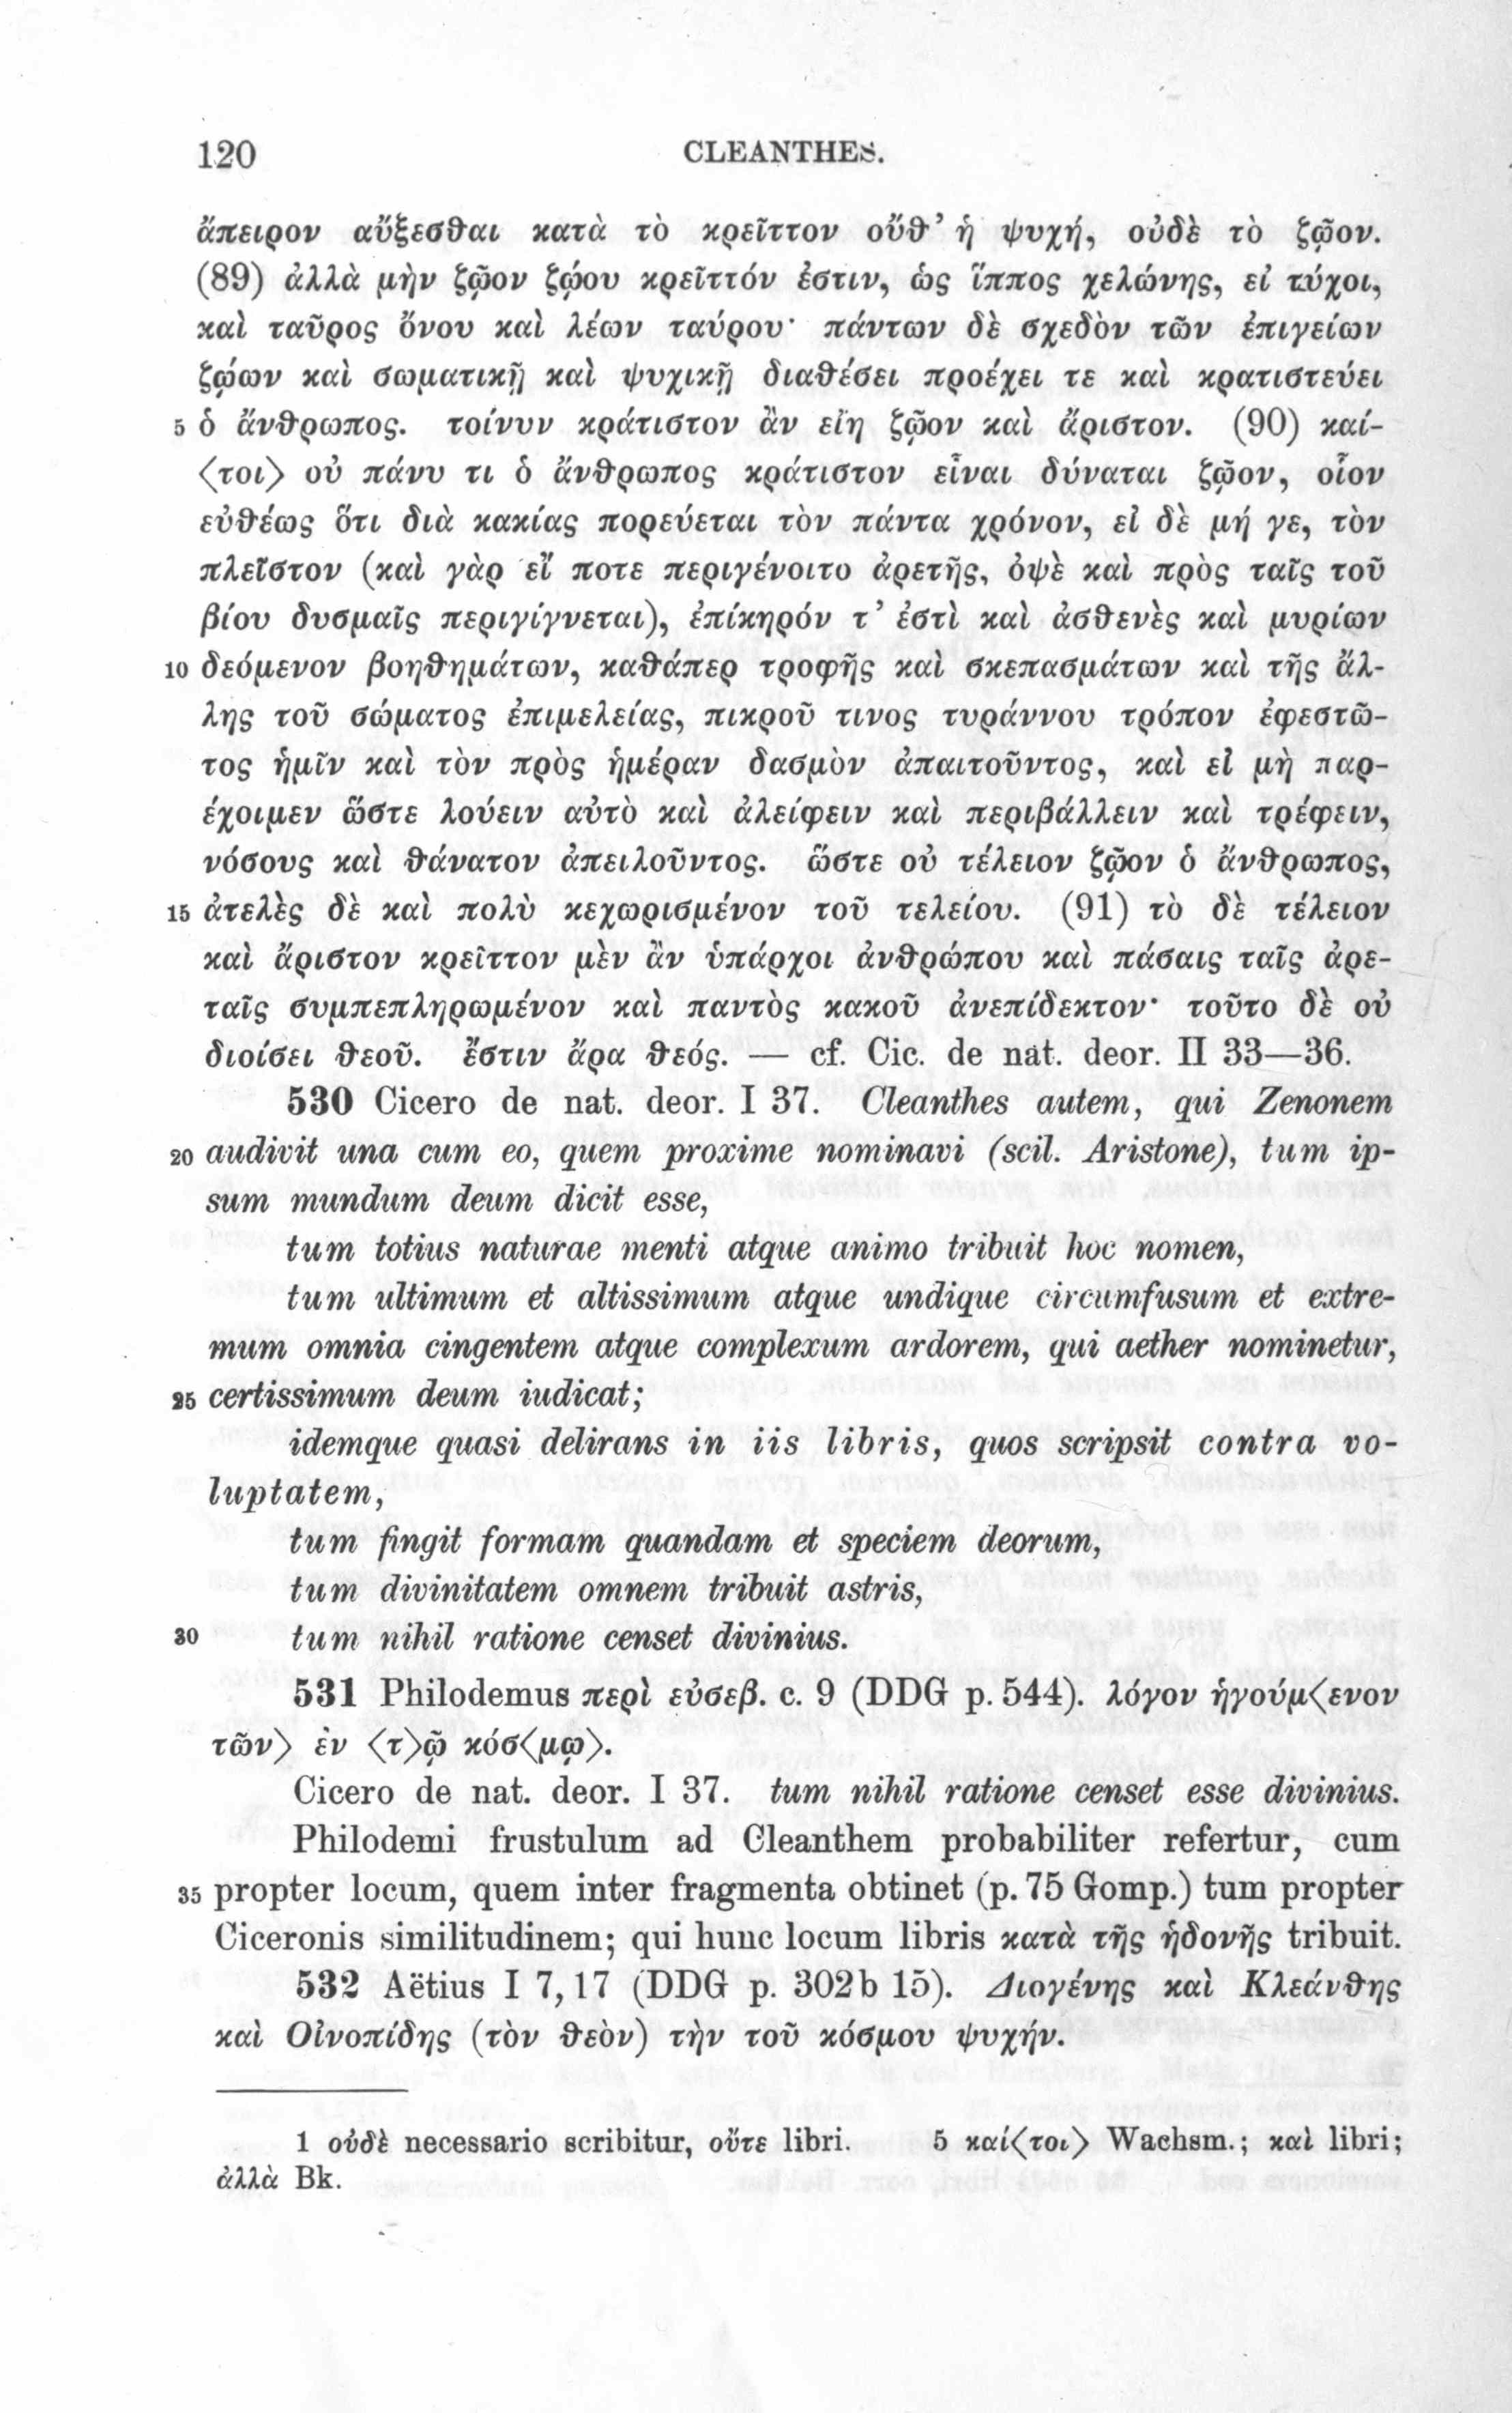 120 CLEANTHES.
ἄπειρον αὔξεσθαι κατὰ τὸ κρεῖττον οὔθ’ ἡ ψυχή, οὐδὲ τὸ ζῷον.
(89) ἀλλὰ μὴν ζῷον ζῴου κρεῖττόν ἐστιν, ὡς ἵππος χελώνης, εἰ τύχοι,
καὶ ταῦρος ὄνου καὶ λέων ταύρου· πάντων δὲ σχεδὸν τῶν ἐπιγείων
ζῴων καὶ σωματικῇ καὶ ψυχικῇ διαθέσει προέχει τε καὶ κρατιστεύει
5 ὁ ἄνθρωπος. τοίνυν κράτιστον ἂν εἴη ζῷον καὶ ἄριστον. (90) καί-
〈τοι〉 οὐ πάνυ τι ὁ ἄνθρωπος κράτιστον εἶναι δύναται ζῷον, οἷον
εὐθέως ὅτι διὰ κακίας πορεύεται τὸν πάντα χρόνον, εἰ δὲ μή γε, τὸν
πλεῖστον (καὶ γὰρ εἴ ποτε περιγένοιτο ἀρετῆς, ὀψὲ καὶ πρὸς ταῖς τοῦ
βίου δυσμαῖς περιγίγνεται), ἐπίκηρόν τ’ ἐστὶ καὶ ἀσθενὲς καὶ μυρίων
10 δεόμενον βοηθημάτων, καθάπερ τροφῆς καὶ σκεπασμάτων καὶ τῆς ἄλ-
λης τοῦ σώματος ἐπιμελείας, πικροῦ τινος τυράννου τρόπον ἐφεστῶ-
τος ἡμῖν καὶ τὸν πρὸς ἡμέραν δασμὸν ἀπαιτοῦντος, καὶ εἰ μὴ παρ-
έχοιμεν ὥστε λούειν αὐτὸ καὶ ἀλείφειν καὶ περιβάλλειν καὶ τρέφειν,
νόσους καὶ θάνατον ἀπειλοῦντος. ὥστε οὐ τέλειον ζῷον ὁ ἄνθρωπος,
15 ἀτελὲς δὲ καὶ πολὺ κεχωρισμένον τοῦ τελείου. (91) τὸ δὲ τέλειον
καὶ ἄριστον κρεῖττον μὲν ἂν ὑπάρχοι ἀνθρώπου καὶ πάσαις ταῖς ἀρε-
ταῖς συμπεπληρωμένον καὶ παντὸς κακοῦ ἀνεπίδεκτον· τοῦτο δὲ οὐ
διοίσει θεοῦ. ἔστιν ἄρα θεός. — cf. Cic. de nat. deor. II 33—36.
530 Cicero de nat. deor. I 37. Cleanthes autem, qui Zenonem
20 audivit una cum eo, quem proxime nominavi (scil. Aristone), tum ip-
sum mundum deum dicit esse,
tum totius naturae menti atque animo tribuit hoc nomen,
tum ultimum et altissimum atque undique circumfusum et extre-
mum omnia cingentem atque complexum ardorem, qui aether nominetur,
25 certissimum deum iudicat;
idemque quasi delirans in iis libris, quos scripsit contra vo-
luptatem,
tum fingit formam quandam et speciem deorum,
tum divinitatem omnem tribuit astris,
30 tum nihil ratione censet divinius.
531 Philodemus περὶ εὐσεβ. c. 9 (DDG p. 544). λόγον ἡγούμ〈ενον
τῶν〉 ἐν 〈τ〉ῷ κόσ〈μῳ〉.
Cicero de nat. deor. I 37. tum nihil ratione censet esse divinius.
Philodemi frustulum ad Cleanthem probabiliter refertur, cum
35 propter locum, quem inter fragmenta obtinet (p. 75 Gomp.) tum propter
Ciceronis similitudinem; qui hunc locum libris κατὰ τῆς ἡδονῆς tribuit.
532 Aëtius I 7,17 (DDG p. 302b 15). Διογένης καὶ Κλεάνθης
καὶ Οἰνοπίδης (τὸν θεὸν) τὴν τοῦ κόσμου ψυχήν.
1 οὐδὲ necessario scribitur, οὔτε libri. 5 καί〈τοι〉 Wachsm.; καὶ libri;
ἀλλὰ Bk.